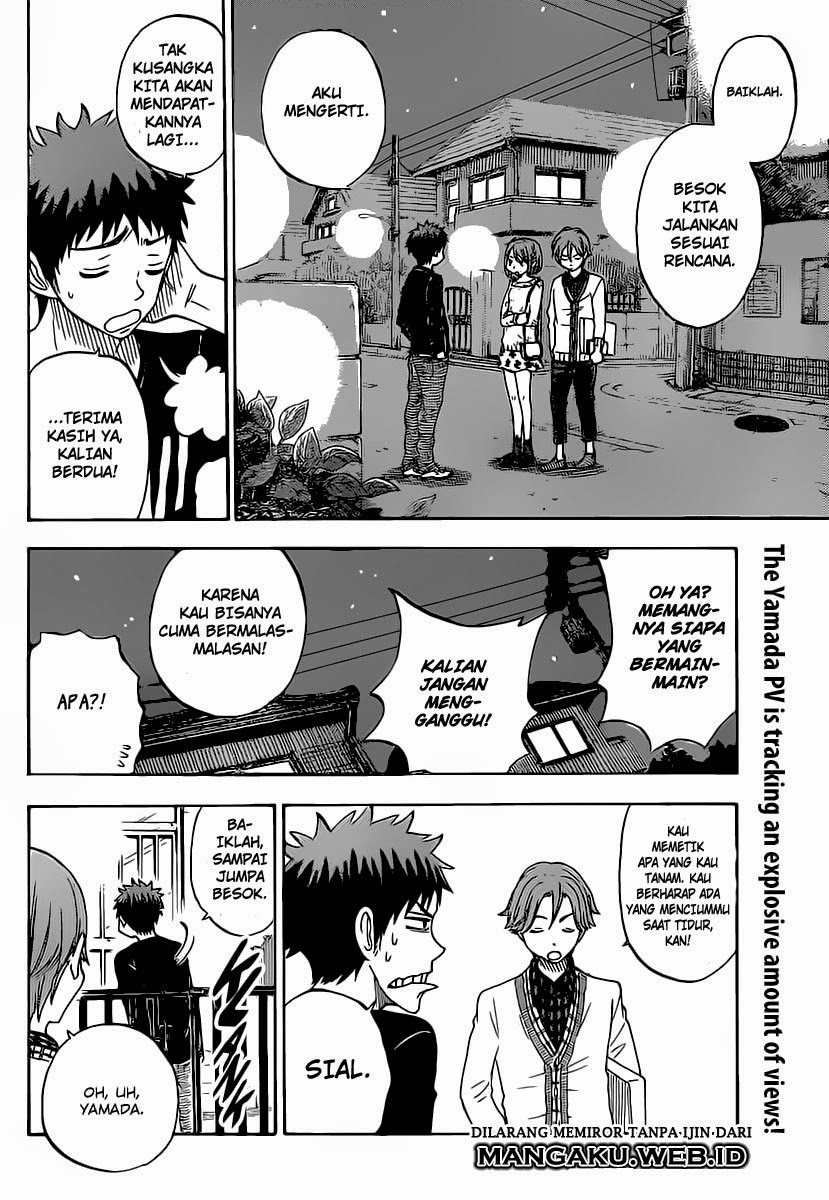 BAIKLAH.
BESOK
KITA
JALANKAN
SESUAI
RENCANA.
AKU
MENGERTI.
TAK
KUSANGKA
KITA AKAN
MENDAPAT-
KANNYA
LAGI...
...TERIMA
KASIH YA,
KALIAN
BERDUA!
OH YA?
MEMANG-
NYA SIAPA
YANG
BERMAIN-
MAIN?
KALIAN
JANGAN
MENG-
GANGGU!
KARENA
KAU BISANYA
CUMA BERMALAS-
MALASAN!
APA?!
KAU
MEMETIK
APA YANG KAU
TANAM. KAU
BERHARAP ADA
YANG MENCIUMMU
SAAT TIDUR,
KAN!
SIAL.
BA-
IKLAH,
SAMPAI
JUMPA
BESOK.
KLANK
OH, UH,
YAMADA.
The Yamada PV is tracking an explosive amount of views!
DILARANG MEMIROR TANPA IJIN DARI
MANGAKU.WEB.ID